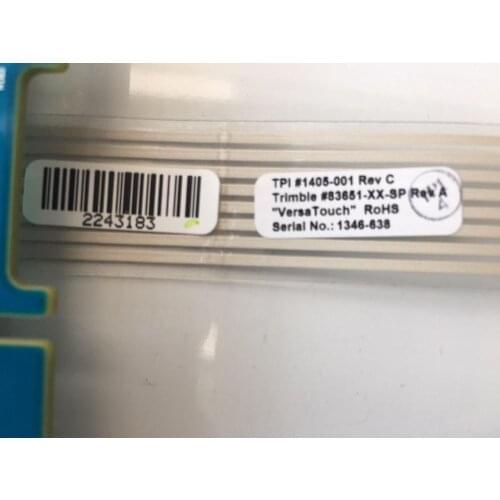 2243183
TPI #1405-001 Rev C
Trimble #83651-XX-SP Rev A
"VersaTouch" RoHS
Serial No.: 1346-638